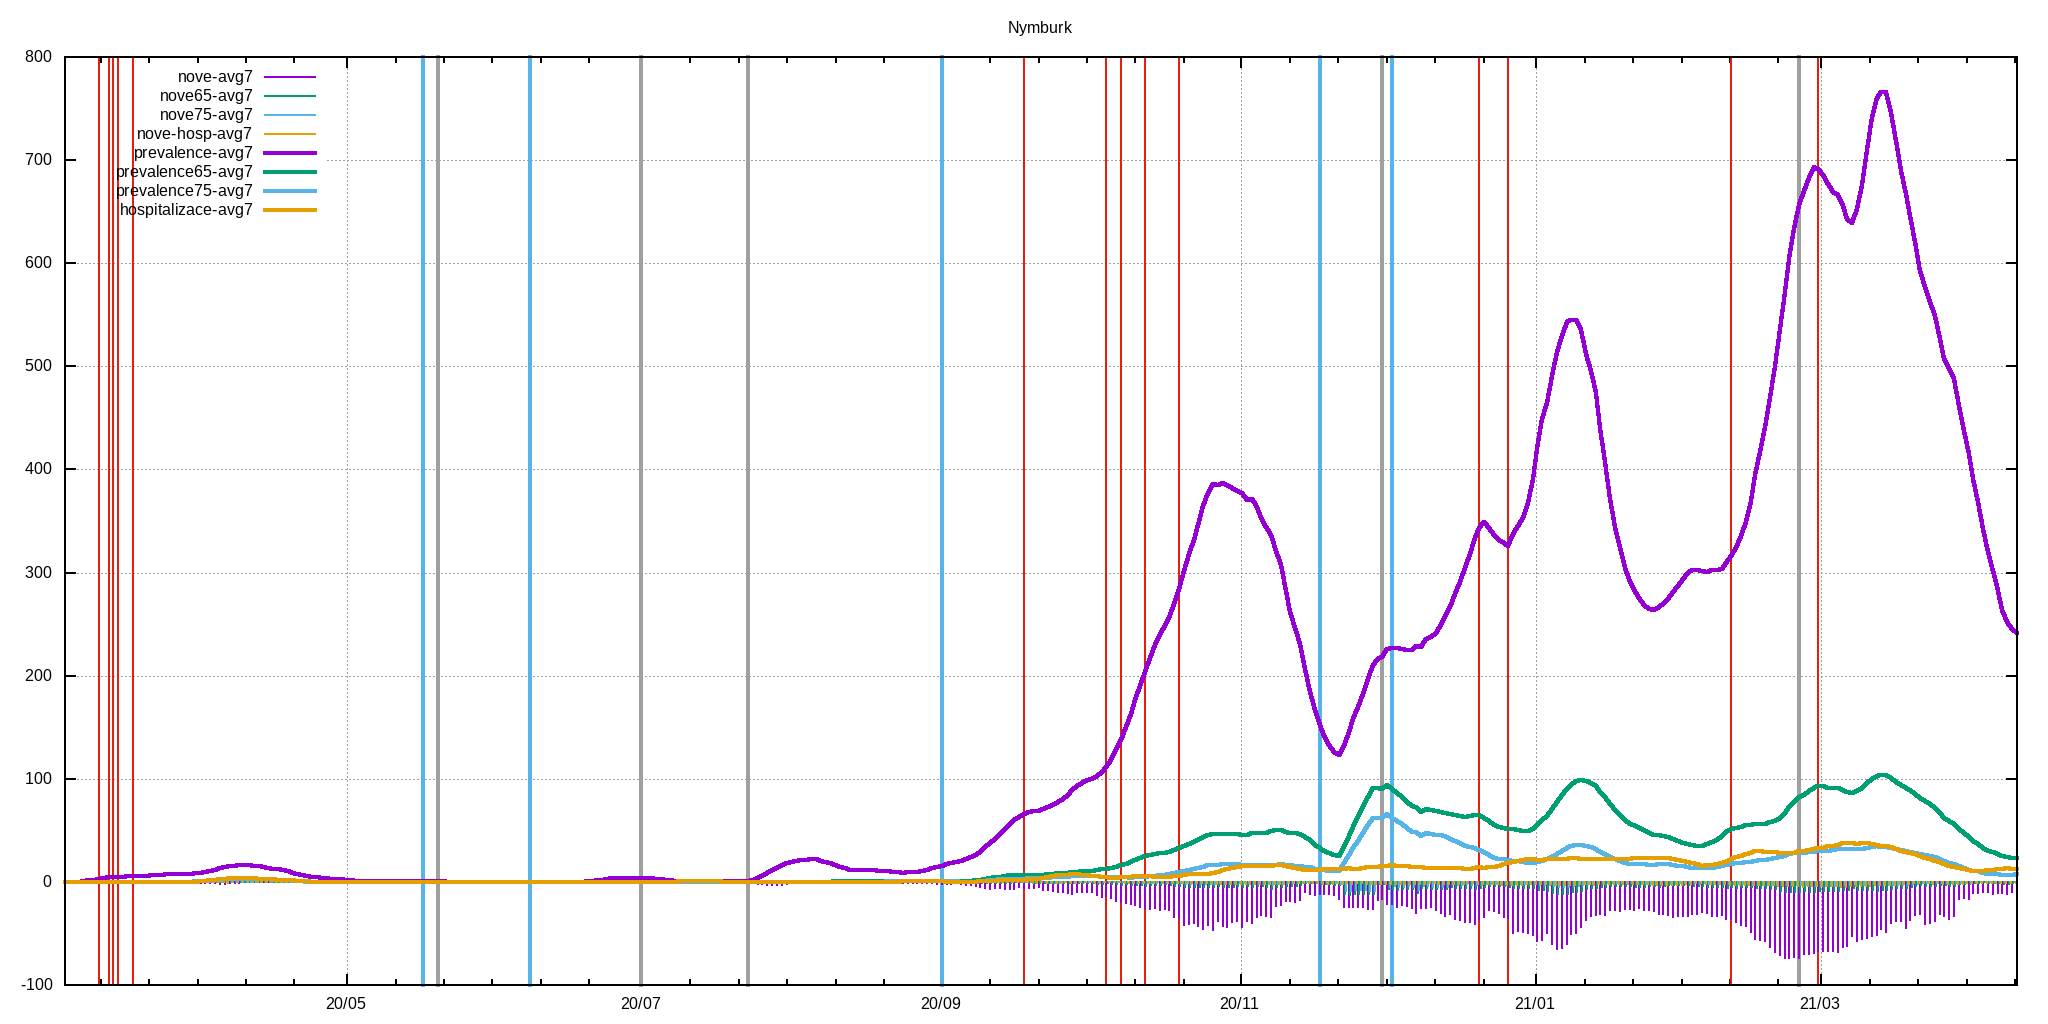 Nymburk
800
700
600
500
400
300
200
100
0
-100
nove-avg7
nove65-avg7
nove75-avg7
nove-hosp-avg7
prevalence-avg7
prevalence65-avg7
prevalence75-avg7
hospitalizace-avg7
20/05 20/07 20/09 20/11 21/01 21/03